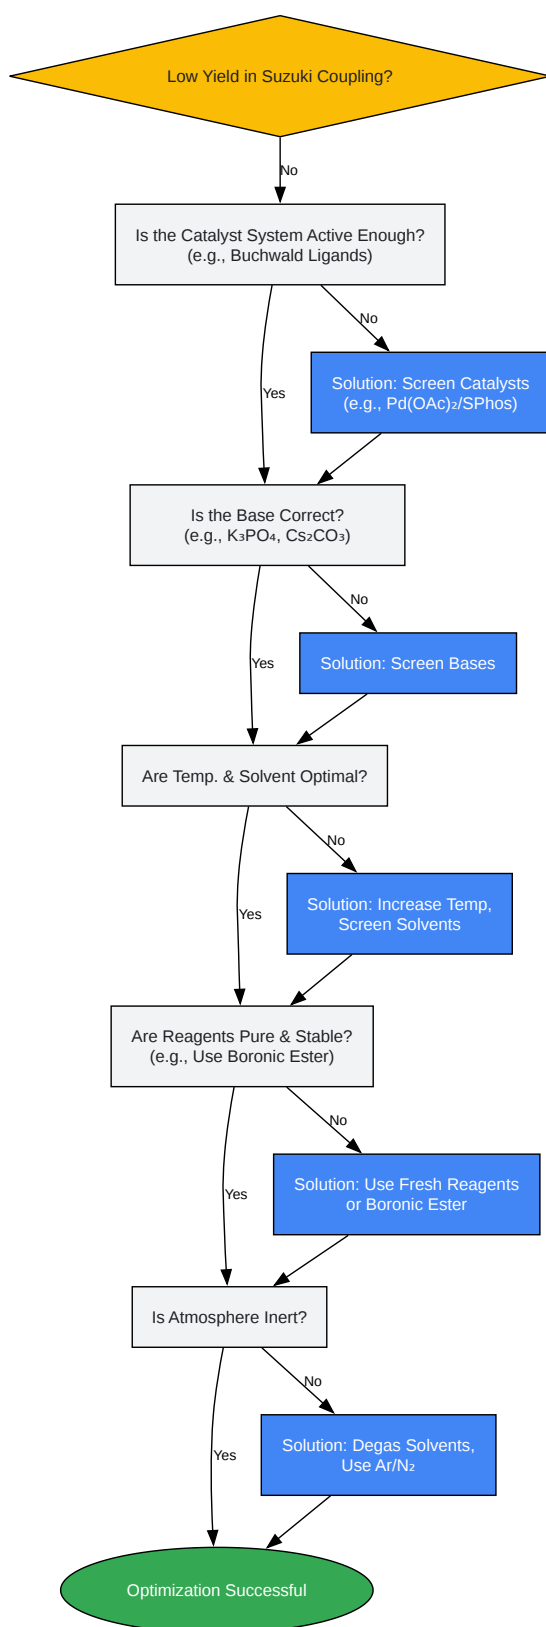 Low Yield in Suzuki Coupling?
No
Is the Catalyst System Active Enough?
(e.g., Buchwald Ligands)
No
Yes
Solution: Screen Catalysts
(e.g., Pd(OAc)₂/SPhos)
Is the Base Correct?
(e.g., K₃PO₄, Cs₂CO₃)
No
Yes
Solution: Screen Bases
Are Temp. & Solvent Optimal?
No
Yes
Solution: Increase Temp,
Screen Solvents
Are Reagents Pure & Stable?
(e.g., Use Boronic Ester)
No
Yes
Solution: Use Fresh Reagents
or Boronic Ester
Is Atmosphere Inert?
No
Yes
Solution: Degas Solvents,
Use Ar/N₂
Optimization Successful